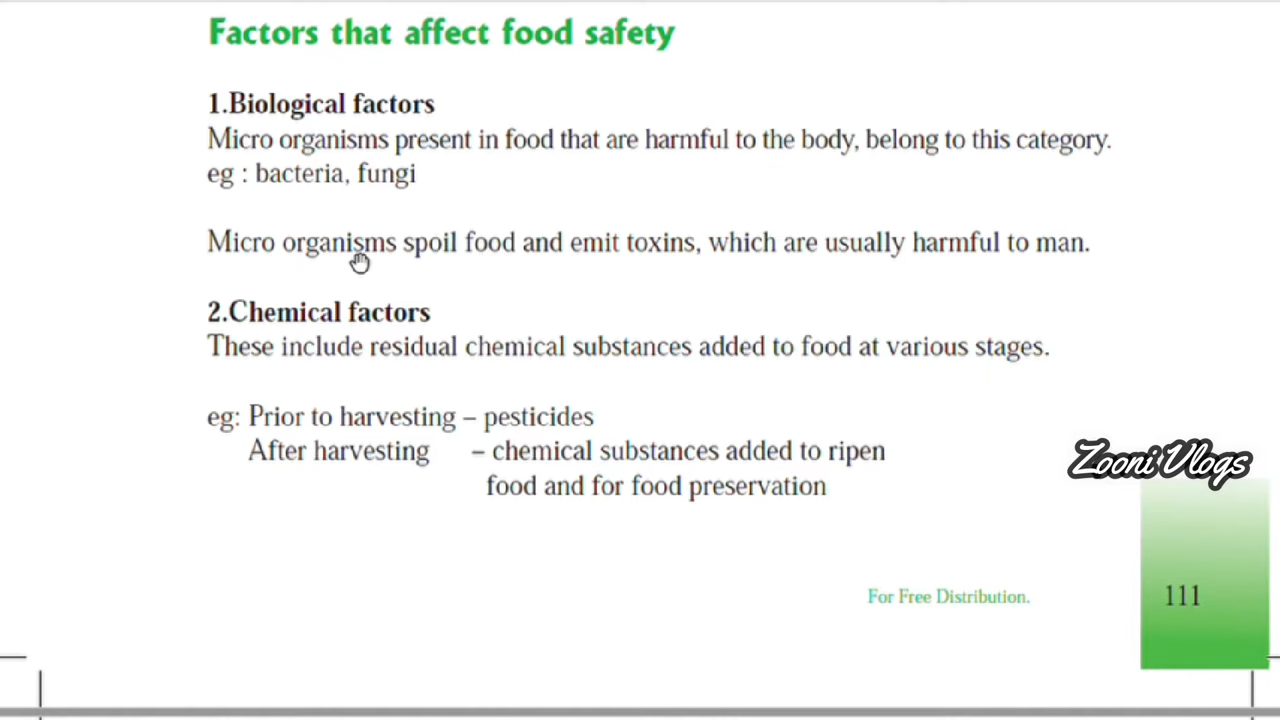 Factors that affect food safety
1.Biological factors
Micro organisms present in food that are harmful to the body, belong to this category.
eg : bacteria, fungi
Micro organisms spoil food and emit toxins, which are usually harmful to man.
2.Chemical factors
These include residual chemical substances added to food at various stages.
eg: Prior to harvesting – pesticides
After harvesting – chemical substances added to ripen
food and for food preservation
Zooni Vlogs
For Free Distribution.
111